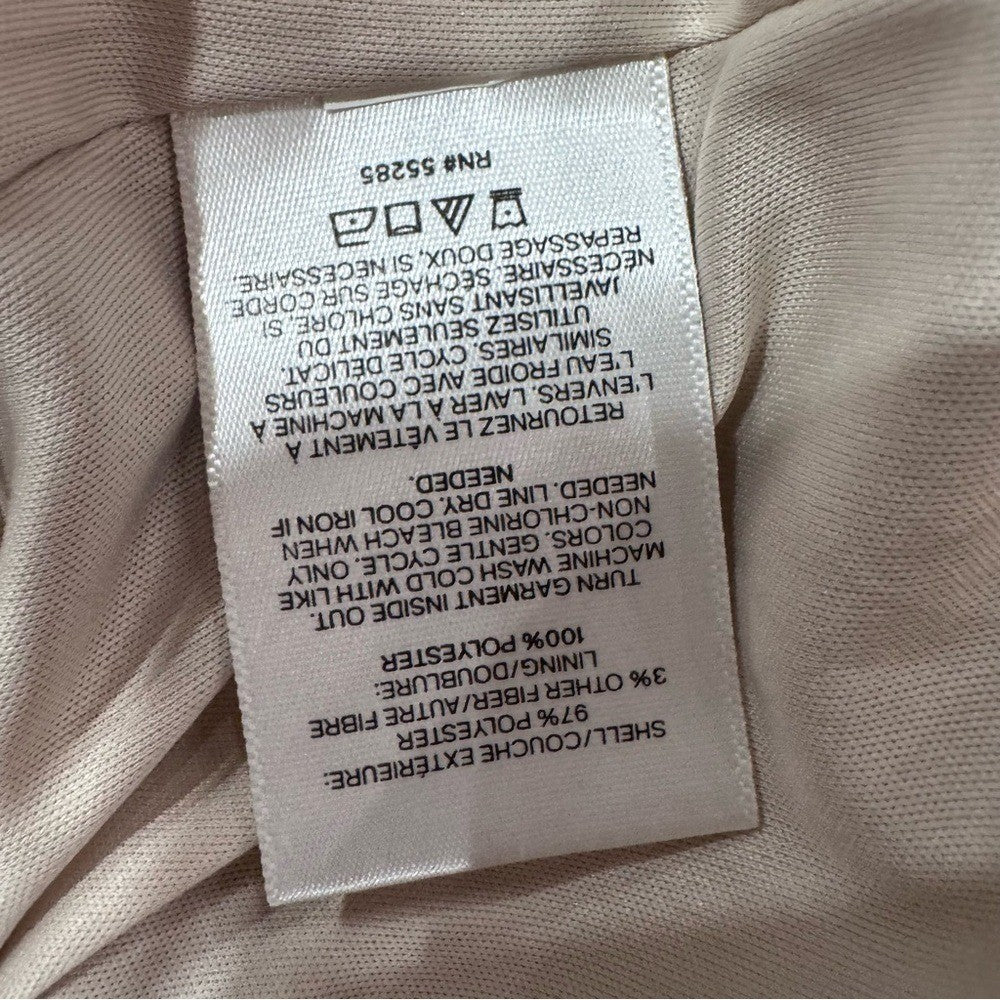 SHELL/COUCHE EXTÉRIEURE:
97% POLYESTER
3% OTHER FIBER/AUTRE FIBRE
LINING/DOUBLURE:
100% POLYESTER
TURN GARMENT INSIDE OUT.
MACHINE WASH COLD WITH LIKE
COLORS. GENTLE CYCLE. ONLY
NON-CHLORINE BLEACH WHEN
NEEDED. LINE DRY. COOL IRON IF
NEEDED.
RETOURNEZ LE VÊTEMENT À
L'ENVERS. LAVER À LA MACHINE À
L'EAU FROIDE AVEC COULEURS
SIMILAIRES. CYCLE DÉLICAT.
UTILISEZ SEULEMENT DU
JAVELLISANT SANS CHLORE, SI
NÉCESSAIRE. SÉCHAGE SUR CORDE.
REPASSAGE DOUX, SI NÉCESSAIRE.
RN# 55285